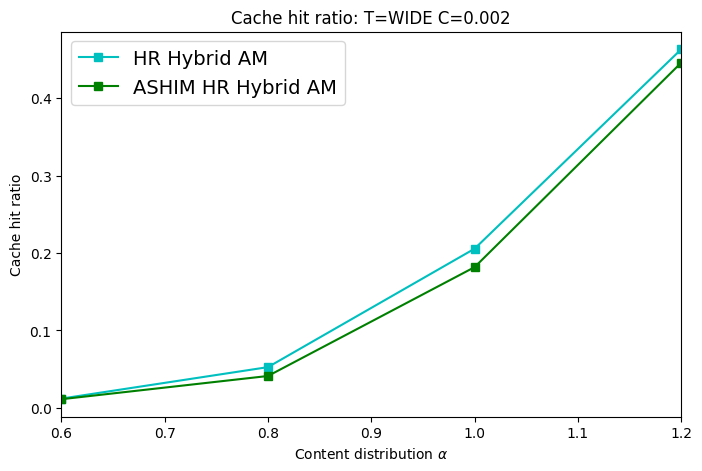 Cache hit ratio: T=WIDE C=0.002
HR Hybrid AM
ASHIM HR Hybrid AM
Cache hit ratio
0.4
0.3
0.2
0.1
0.0
0.6 0.7 0.8 0.9 1.0 1.1 1.2
Content distribution α